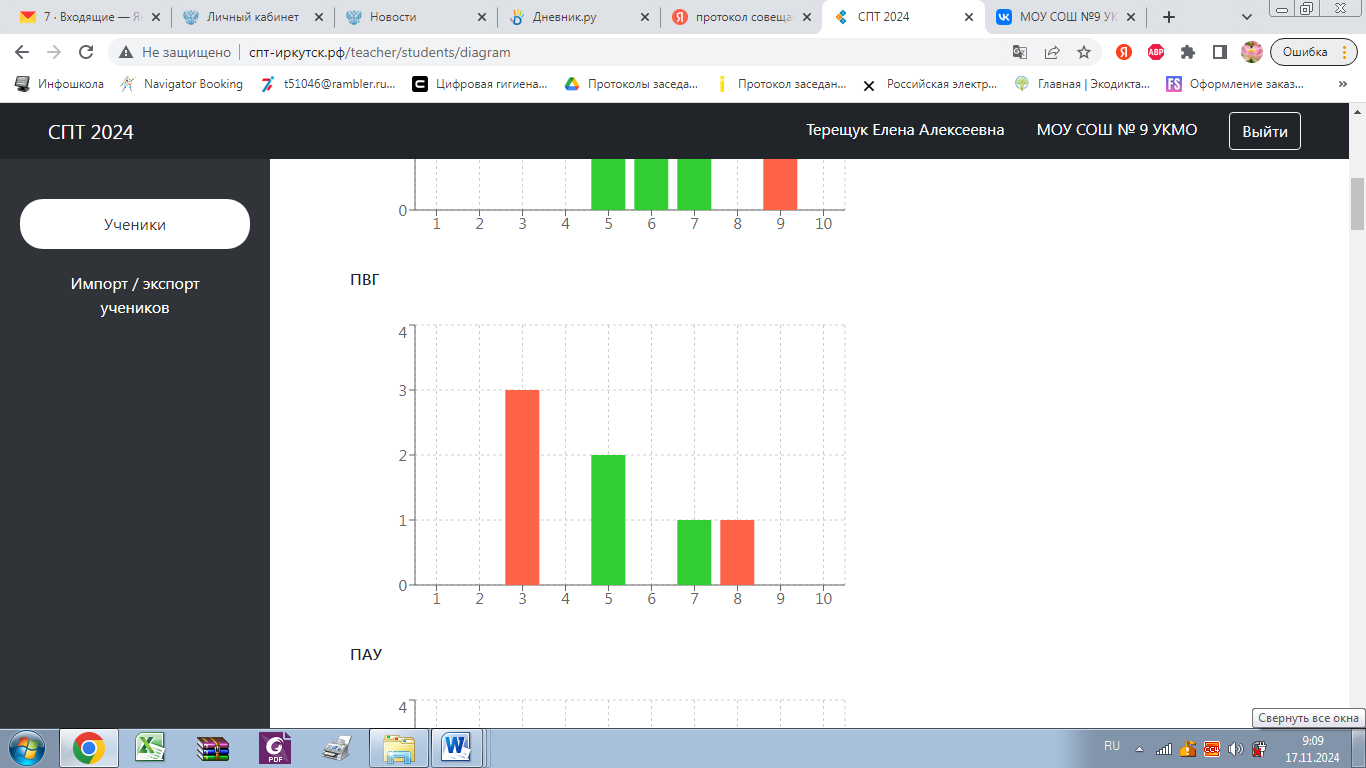 7 · Входящие — Ян
Личный кабинет
Новости
Дневник.ру
протокол совеща
СПТ 2024
МОУ СОШ №9 УК
Не защищено
спт-иркутск.рф/teacher/students/diagram
ABP
Ошибка
Инфошкола
Navigator Booking
t51046@rambler.ru...
Цифровая гигиена...
Протоколы заседа...
Протокол заседан...
Российская электр...
Главная | Экодикта...
Оформление заказ...
»
СПТ 2024
Терещук Елена Алексеевна
МОУ СОШ № 9 УКМО
Выйти
Ученики
Импорт / экспорт
учеников
0
1 2 3 4 5 6 7 8 9 10
ПВГ
4
3
2
1
0
1 2 3 4 5 6 7 8 9 10
ПАУ
4
Свернуть все окна
RU
9:09
17.11.2024